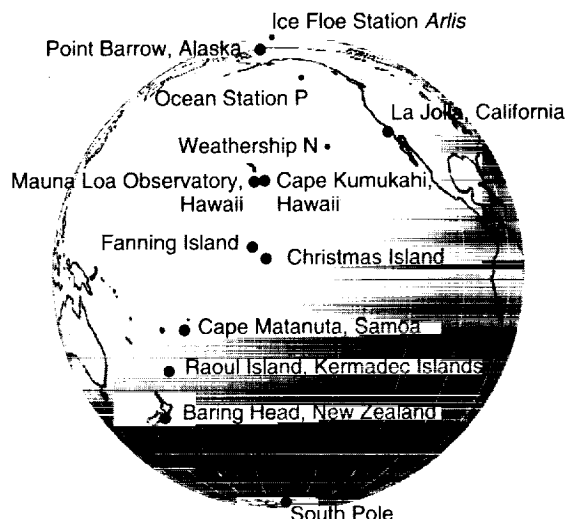 Ice Floe Station Arlis
Point Barrow, Alaska
Ocean Station P
La Jolla, California
Weathership N
Mauna Loa Observatory,
Hawaii
Cape Kumukahi,
Hawaii
Fanning Island
Christmas Island
Cape Matanuta, Samoa
Raoul Island, Kermadec Islands
Baring Head, New Zealand
South Pole